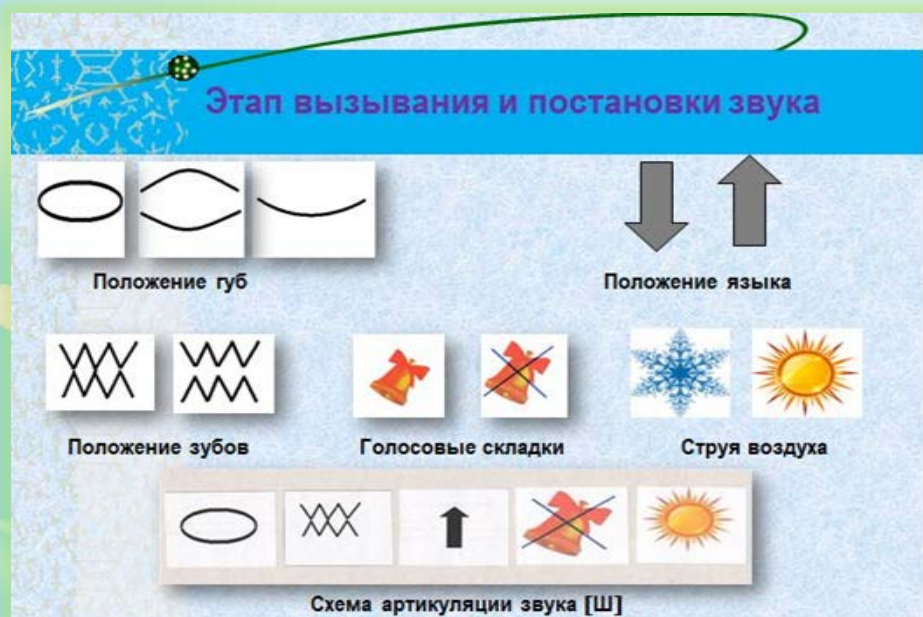 Этап вызывания и постановки звука
Положение губ
Положение языка
Положение зубов
Голосовые складки
Струя воздуха
Схема артикуляции звука [Ш]